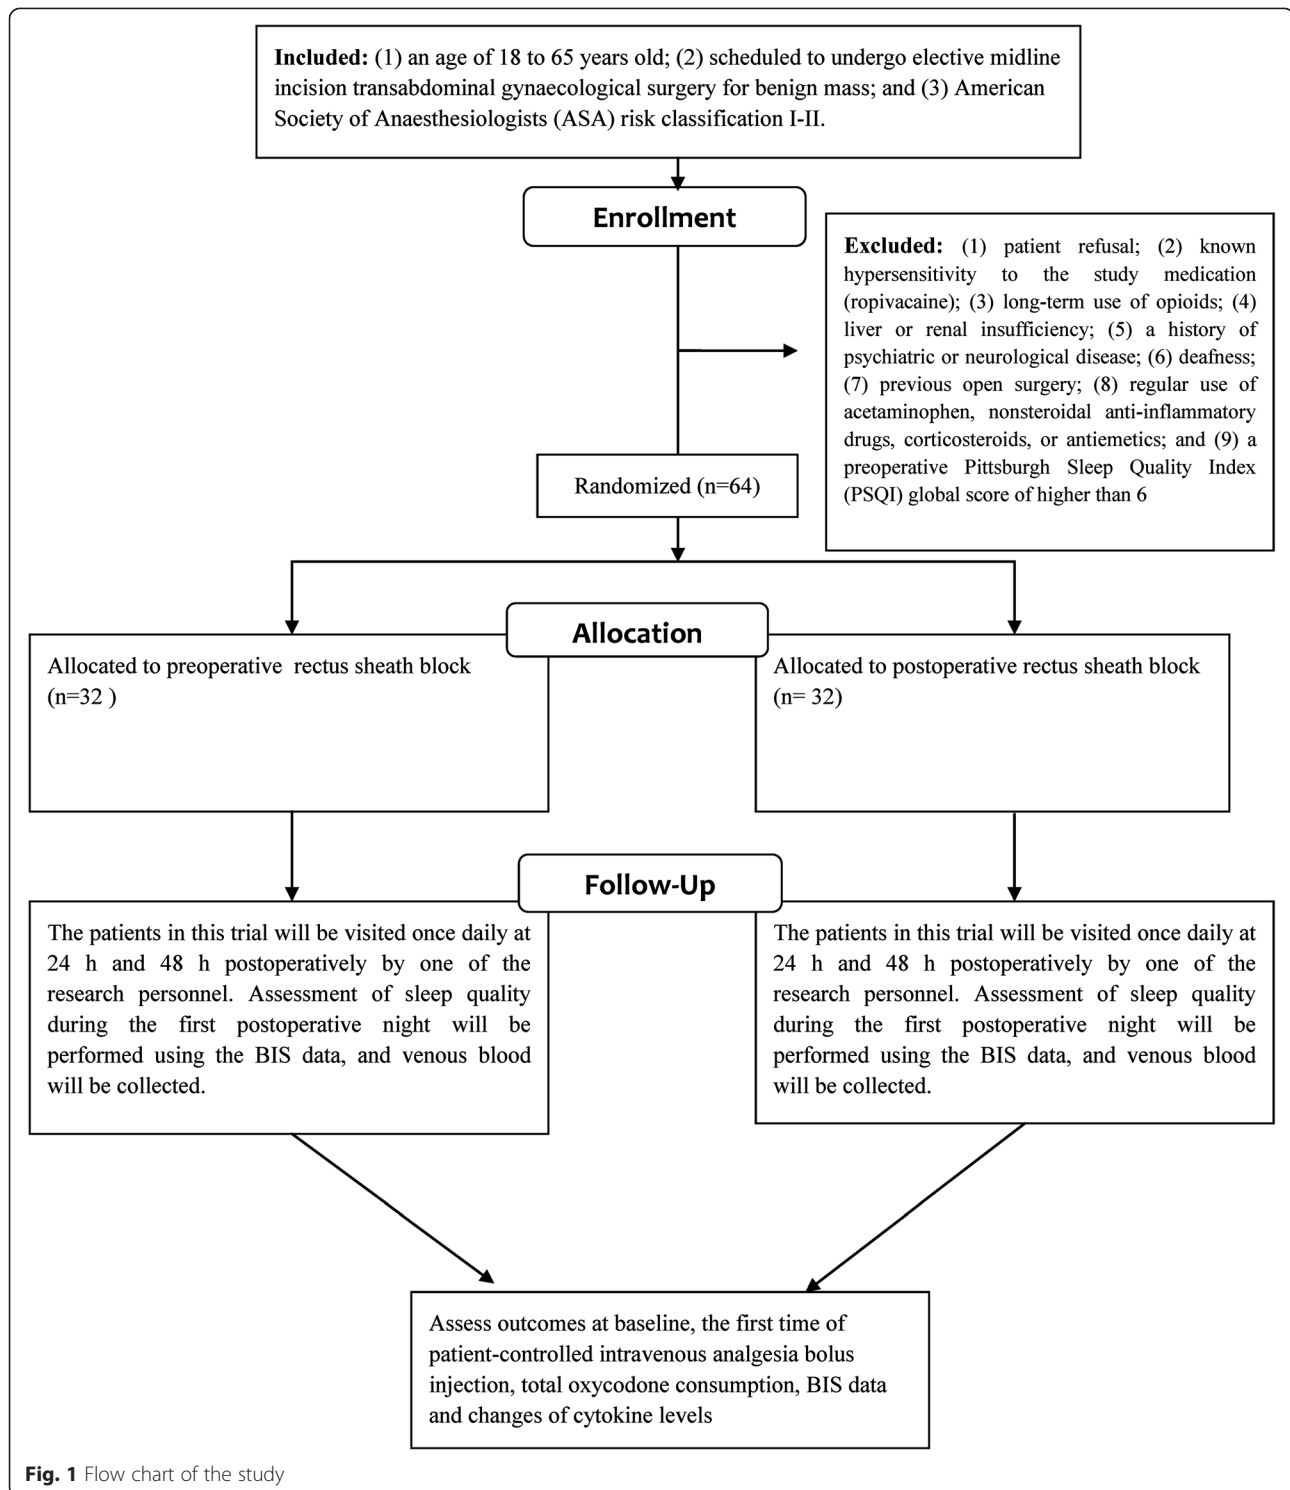 Included: (1) an age of 18 to 65 years old; (2) scheduled to undergo elective midline
incision transabdominal gynaecological surgery for benign mass; and (3) American
Society of Anaesthesiologists (ASA) risk classification I-II.
Enrollment
Excluded: (1) patient refusal; (2) known
hypersensitivity to the study medication
(ropivacaine); (3) long-term use of opioids; (4)
liver or renal insufficiency; (5) a history of
psychiatric or neurological disease; (6) deafness;
(7) previous open surgery; (8) regular use of
acetaminophen, nonsteroidal anti-inflammatory
drugs, corticosteroids, or antiemetics; and (9) a
preoperative Pittsburgh Sleep Quality Index
(PSQI) global score of higher than 6
Randomized (n=64)
Allocation
Allocated to preoperative rectus sheath block
(n=32 )
Allocated to postoperative rectus sheath block
(n= 32)
Follow-Up
The patients in this trial will be visited once daily at
24 h and 48 h postoperatively by one of the
research personnel. Assessment of sleep quality
during the first postoperative night will be
performed using the BIS data, and venous blood
will be collected.
The patients in this trial will be visited once daily at
24 h and 48 h postoperatively by one of the
research personnel. Assessment of sleep quality
during the first postoperative night will be
performed using the BIS data, and venous blood
will be collected.
Assess outcomes at baseline, the first time of
patient-controlled intravenous analgesia bolus
injection, total oxycodone consumption, BIS data
and changes of cytokine levels
Fig. 1 Flow chart of the study